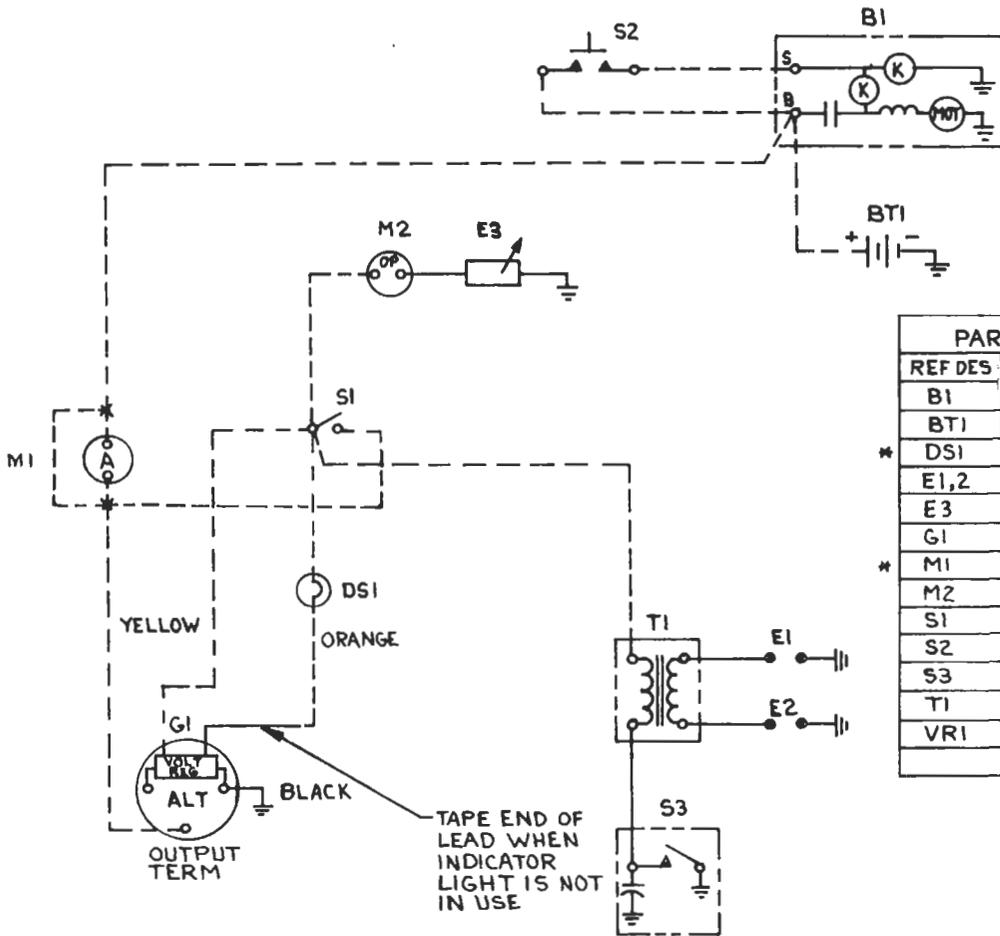 B1
S2
S
K
K
B
MOT
BT1
+
-
M2
E3
OP
PAR
REF DES
B1
BT1
* DS1
E1,2
E3
G1
* M1
M2
S1
S2
S3
T1
VR1
S1
M1
A
DS1
YELLOW
ORANGE
T1
E1
E2
G1
VOLT
REG
ALT
BLACK
OUTPUT
TERM
TAPE END OF
LEAD WHEN
INDICATOR
LIGHT IS NOT
IN USE
S3